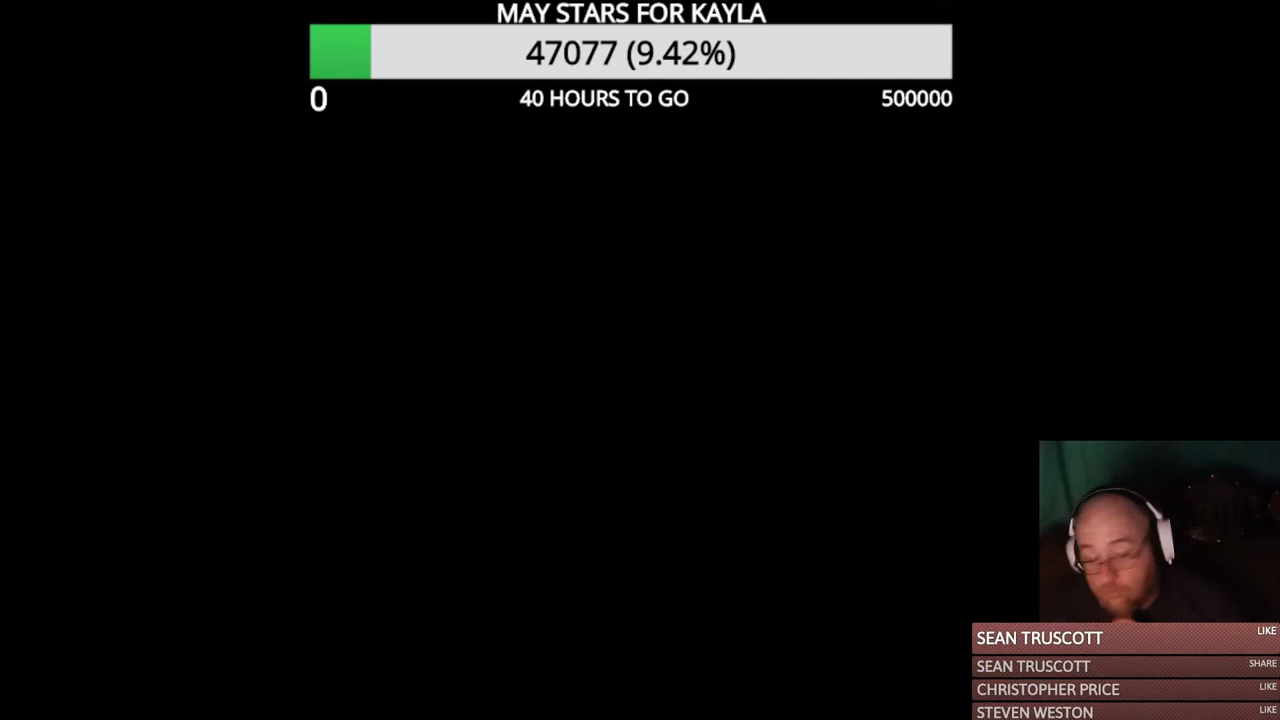 MAY STARS FOR KAYLA
47077 (9.42%)
0 40 HOURS TO GO 500000
SEAN TRUSCOTT LIKE
SEAN TRUSCOTT SHARE
CHRISTOPHER PRICE LIKE
STEVEN WESTON LIKE